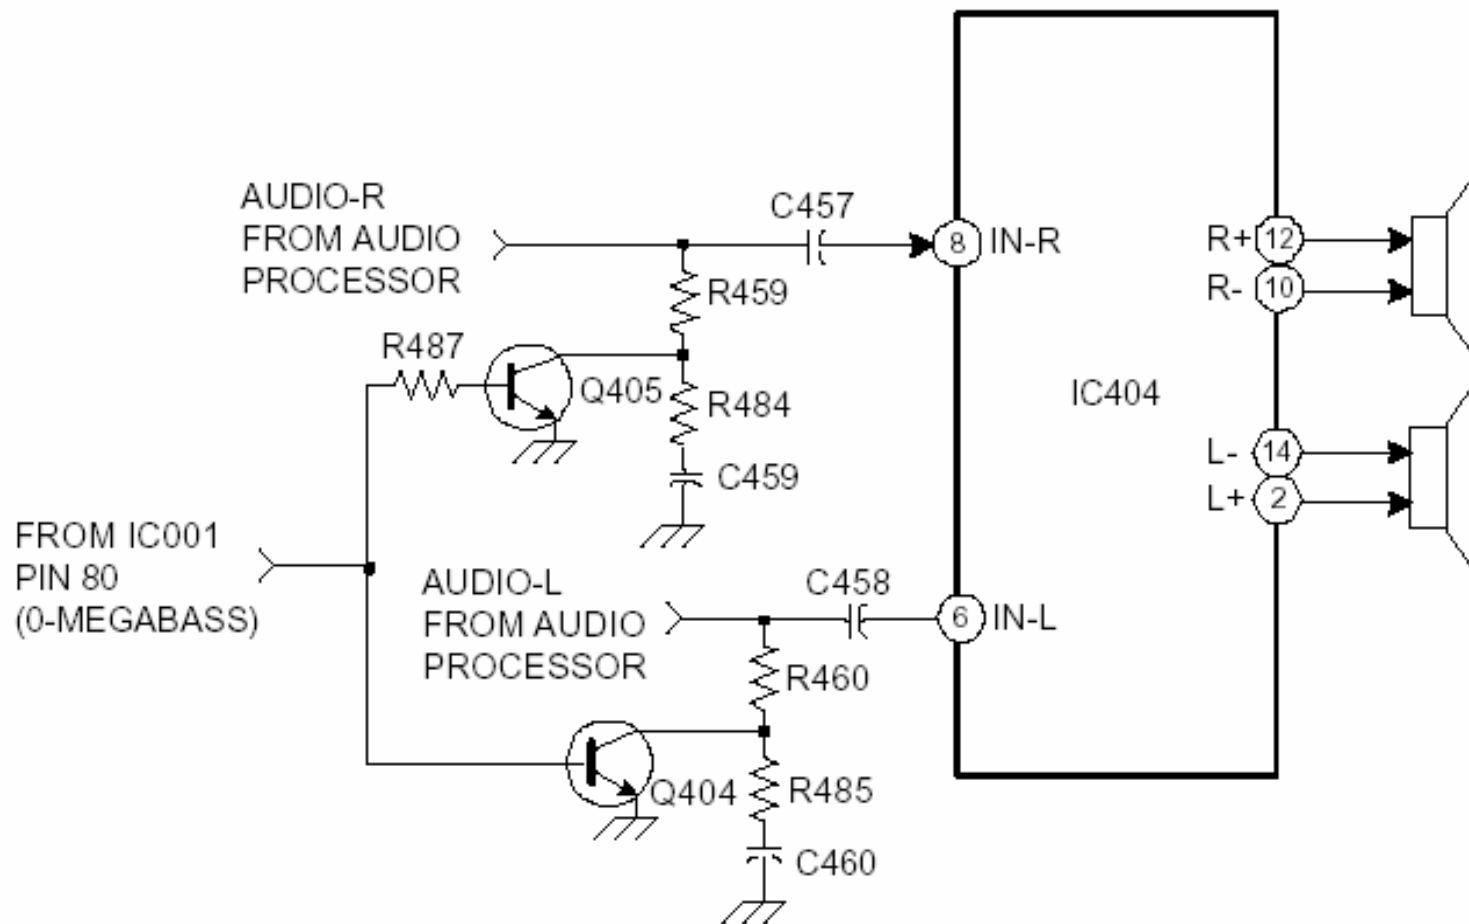 AUDIO-R
FROM AUDIO
PROCESSOR
C457
8
IN-R
R+
12
R-
10
R459
R487
Q405
R484
IC404
C459
L-
14
L+
2
FROM IC001
PIN 80
(0-MEGABASS)
AUDIO-L
FROM AUDIO
PROCESSOR
C458
6
IN-L
R460
Q404
R485
C460